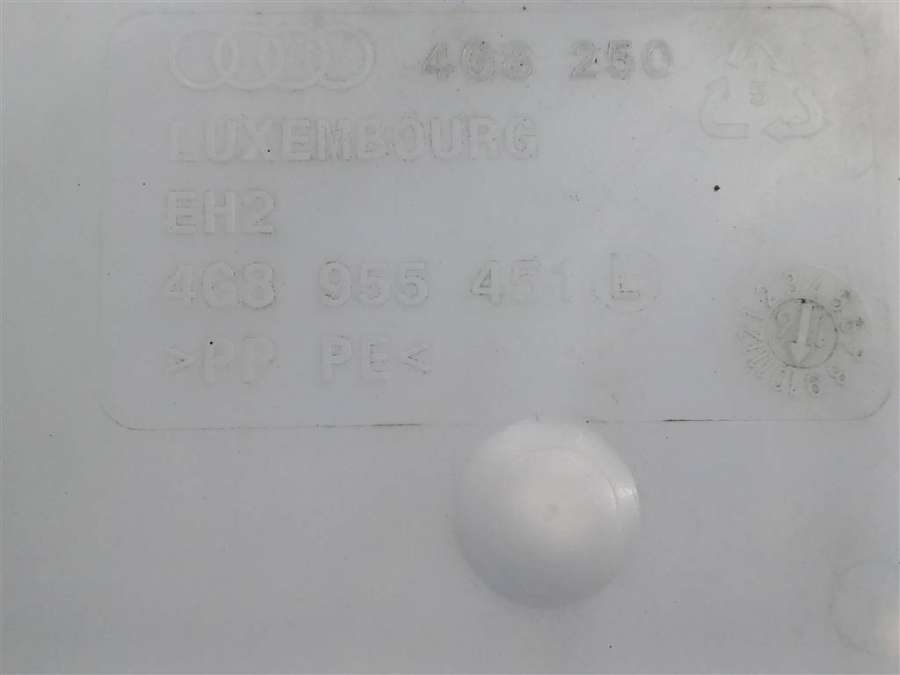 4G8 250
LUXEMBOURG
EH2
4G8 955 451 L
>PP PE<